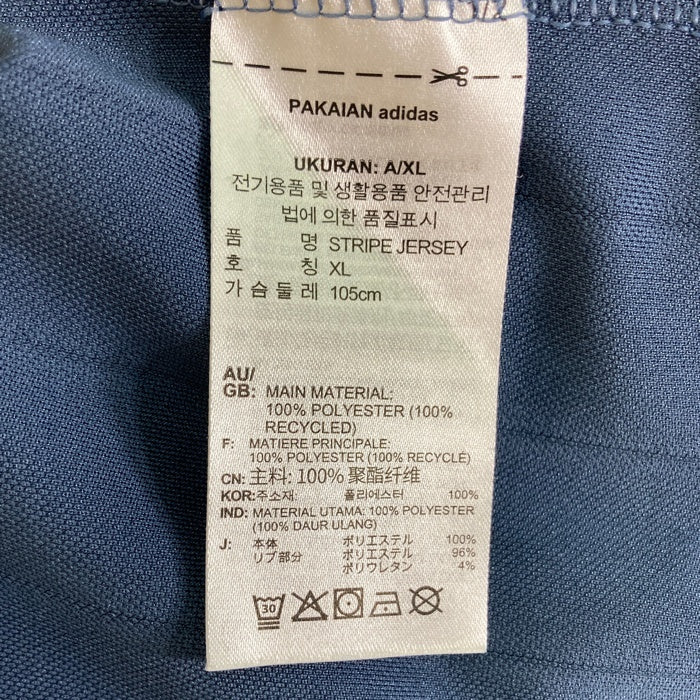 PAKAIAN adidas
UKURAN: A/XL
전기용품 및 생활용품 안전관리
법에 의한 품질표시
품 명 STRIPE JERSEY
호 칭 XL
가 슴 둘 레 105cm
AU/
GB: MAIN MATERIAL:
100% POLYESTER (100%
RECYCLED)
F: MATIERE PRINCIPALE:
100% POLYESTER (100% RECYCLÉ)
CN: 主料: 100% 聚酯纤维
KOR:주소재: 폴리에스터 100%
IND: MATERIAL UTAMA: 100% POLYESTER
(100% DAUR ULANG)
J: 本体 ポリエステル 100%
リブ部分 ポリエステル 96%
ポリウレタン 4%
30